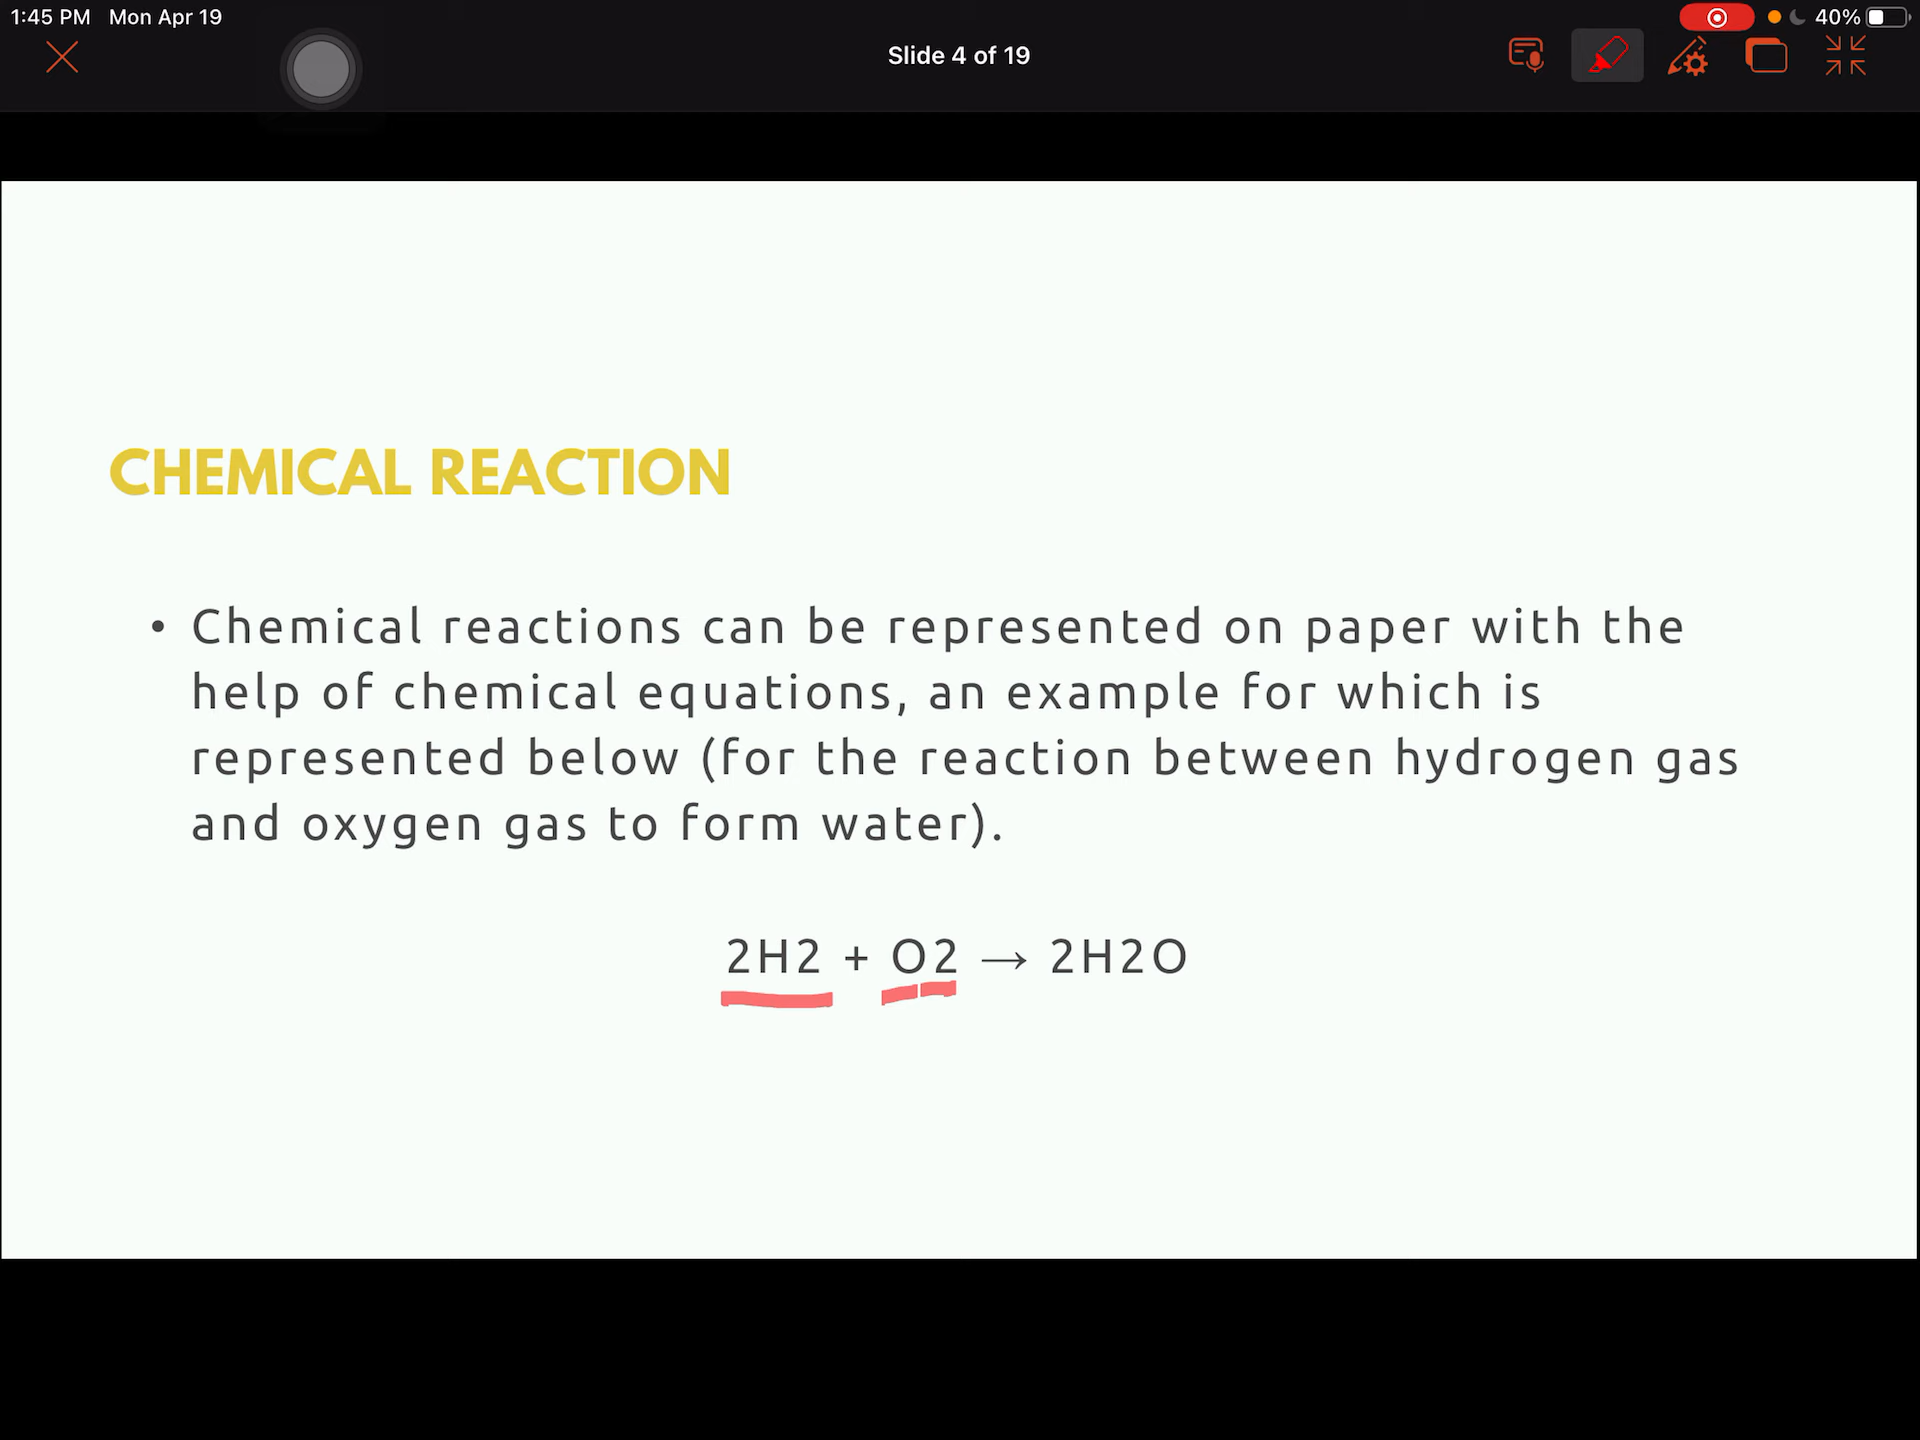 1:45 PM Mon Apr 19
40%
Slide 4 of 19
CHEMICAL REACTION
• Chemical reactions can be represented on paper with the
help of chemical equations, an example for which is
represented below (for the reaction between hydrogen gas
and oxygen gas to form water).
2H2 + O2 → 2H2O